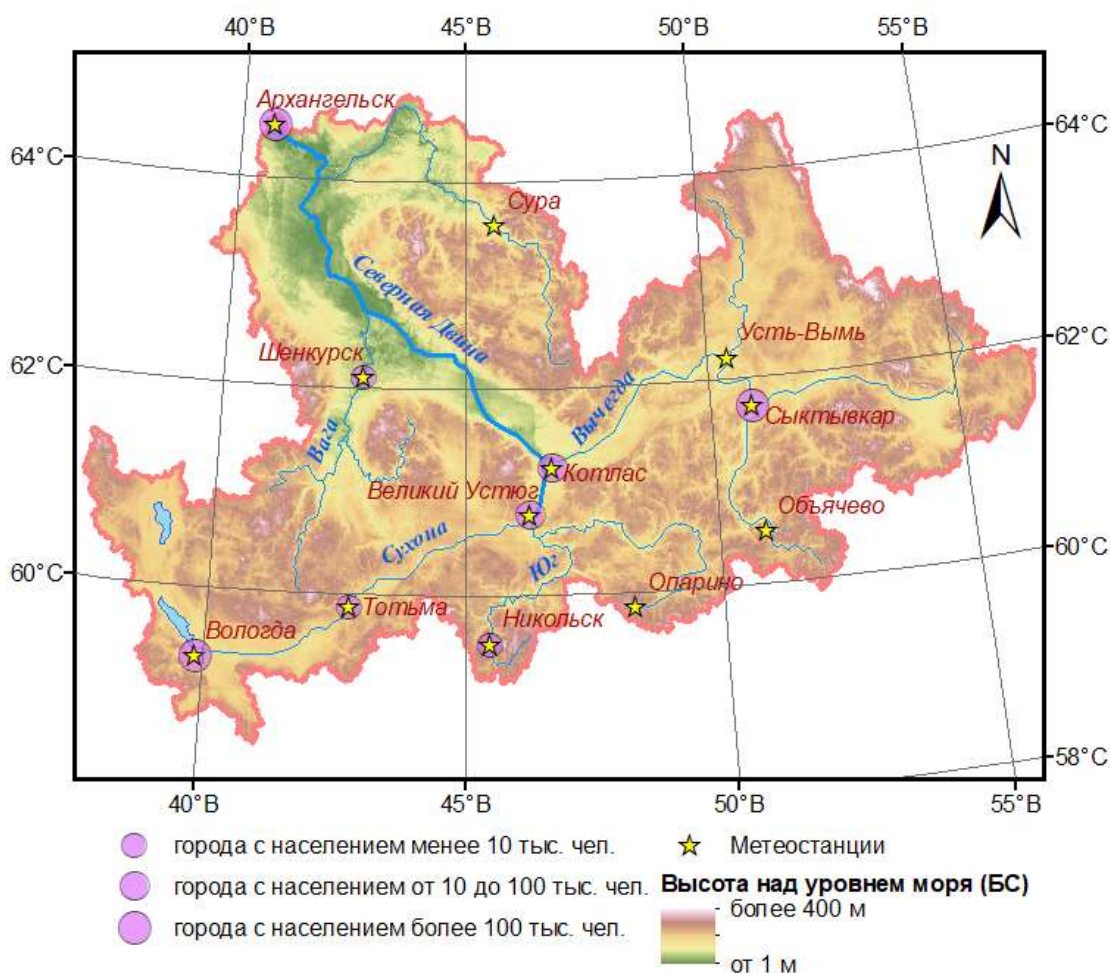 40°В 45°В 50°В 55°В
Архангельск
64°С
64°С
N
Сура
Северная Двина
Усть-Вымь
62°С
Шенкурск
62°С
Вычегда
Сыктывкар
Вага
Котлас
Великий Устюг
Объячево
Сухона
60°С
Юг
60°С
Опарино
Тотьма
Никольск
Вологда
58°С
40°В 45°В 50°В 55°В
города с населением менее 10 тыс. чел.
Метеостанции
города с населением от 10 до 100 тыс. чел.
Высота над уровнем моря (БС)
более 400 м
города с населением более 100 тыс. чел.
от 1 м